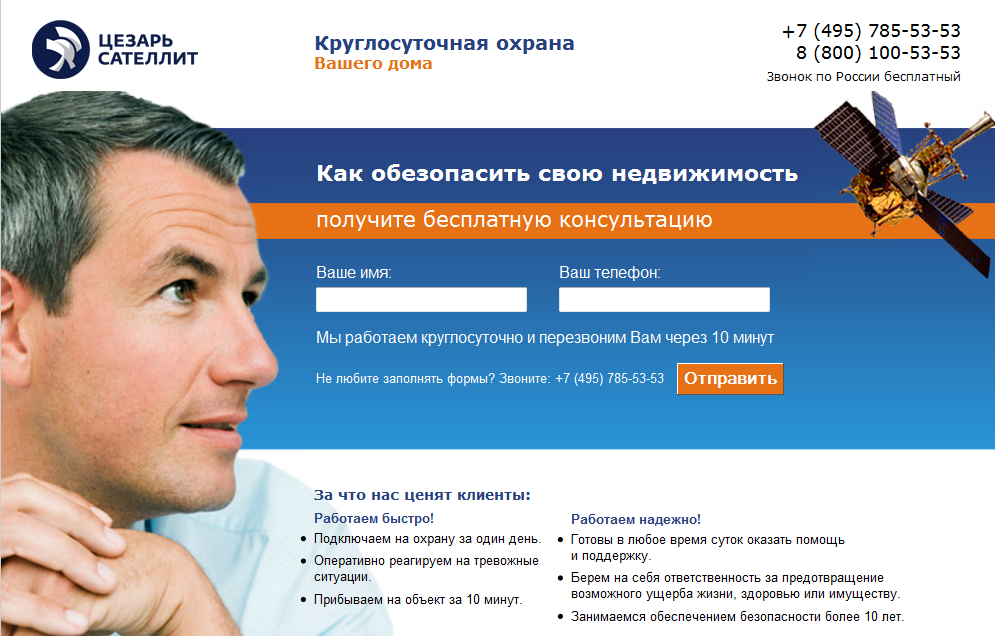 ЦЕЗАРЬ
САТЕЛЛИТ
Круглосуточная охрана
Вашего дома
+7 (495) 785-53-53
8 (800) 100-53-53
Звонок по России бесплатный
Как обезопасить свою недвижимость
получите бесплатную консультацию
Ваше имя:
Ваш телефон:
Мы работаем круглосуточно и перезвоним Вам через 10 минут
Не любите заполнять формы? Звоните: +7 (495) 785-53-53
Отправить
За что нас ценят клиенты:
Работаем быстро!
• Подключаем на охрану за один день.
• Оперативно реагируем на тревожные
ситуации.
• Прибываем на объект за 10 минут.
Работаем надежно!
• Готовы в любое время суток оказать помощь
и поддержку.
• Берем на себя ответственность за предотвращение
возможного ущерба жизни, здоровью или имуществу.
• Занимаемся обеспечением безопасности более 10 лет.